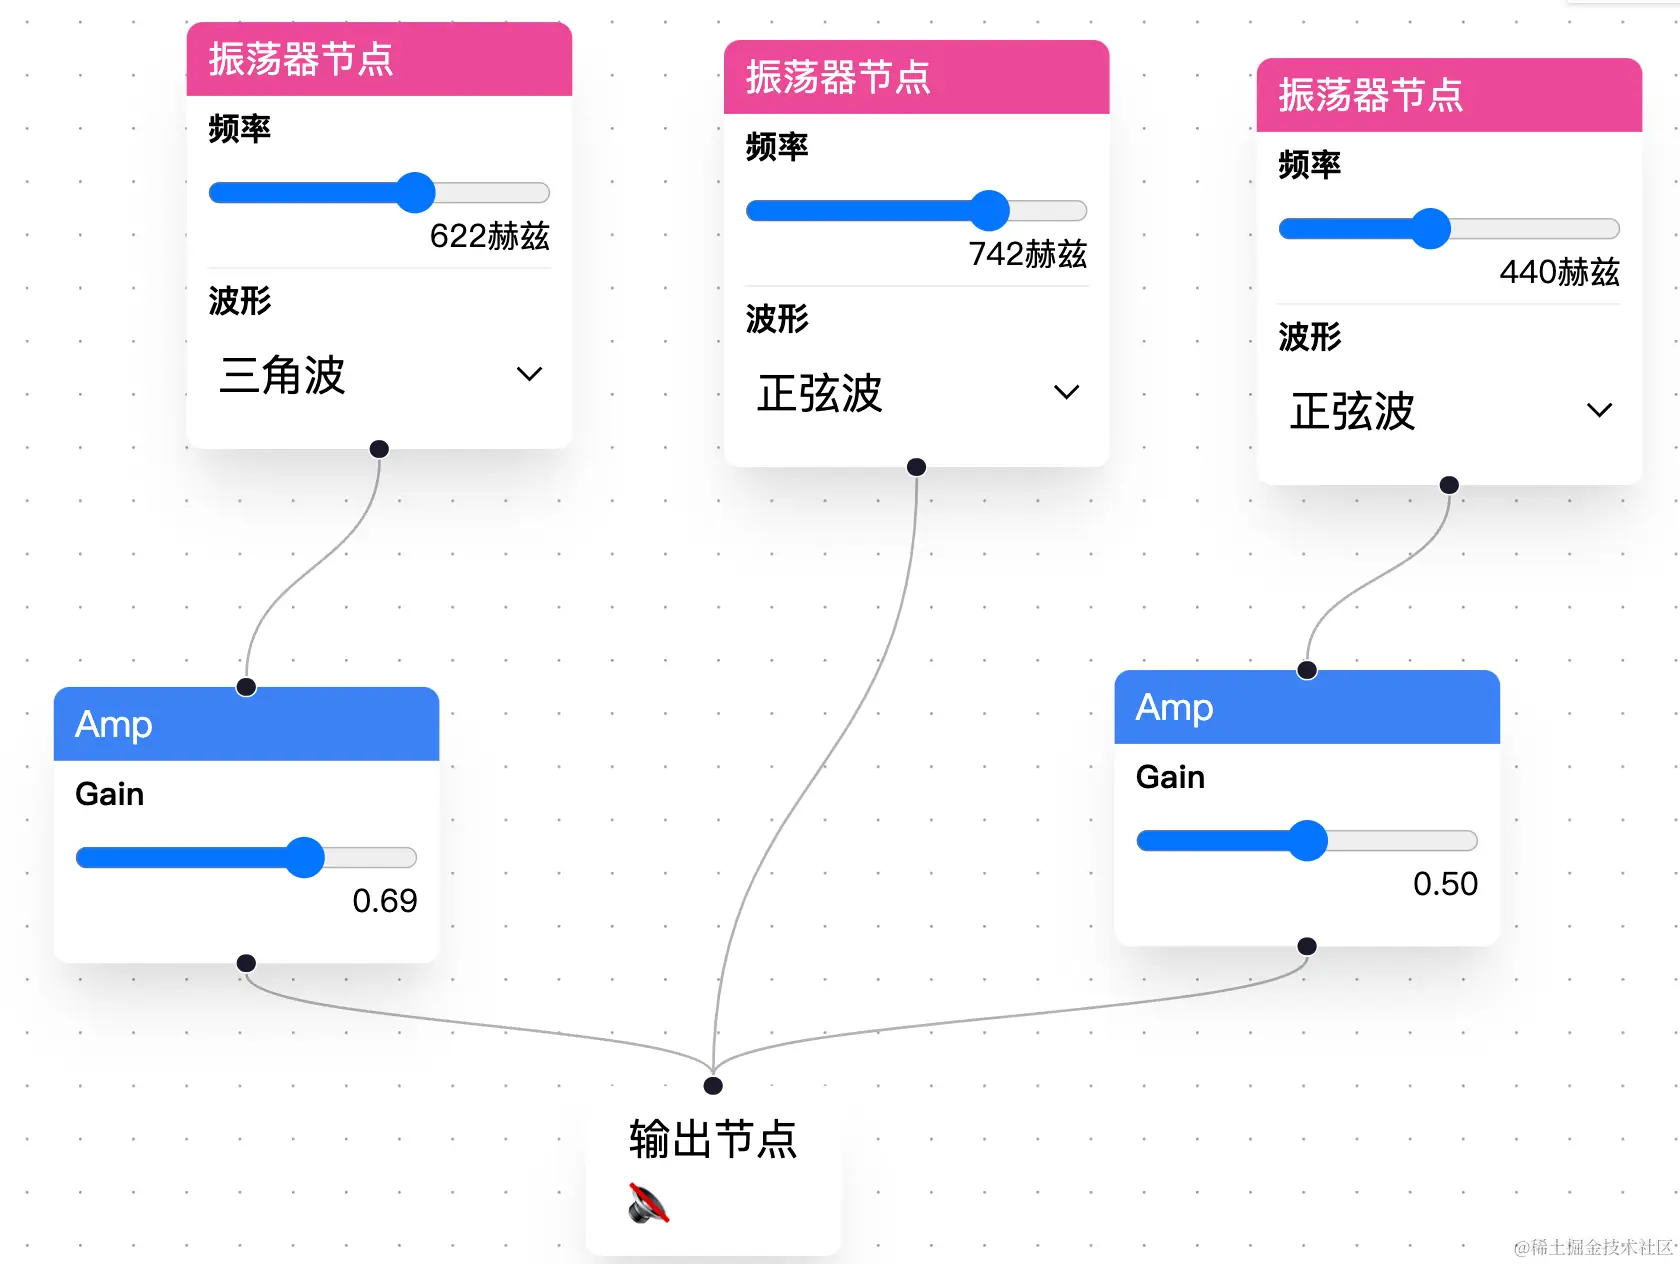 振荡器节点
频率
622赫兹
波形
三角波
振荡器节点
频率
742赫兹
波形
正弦波
振荡器节点
频率
440赫兹
波形
正弦波
Amp
Gain
0.69
Amp
Gain
0.50
输出节点
@稀土掘金技术社区